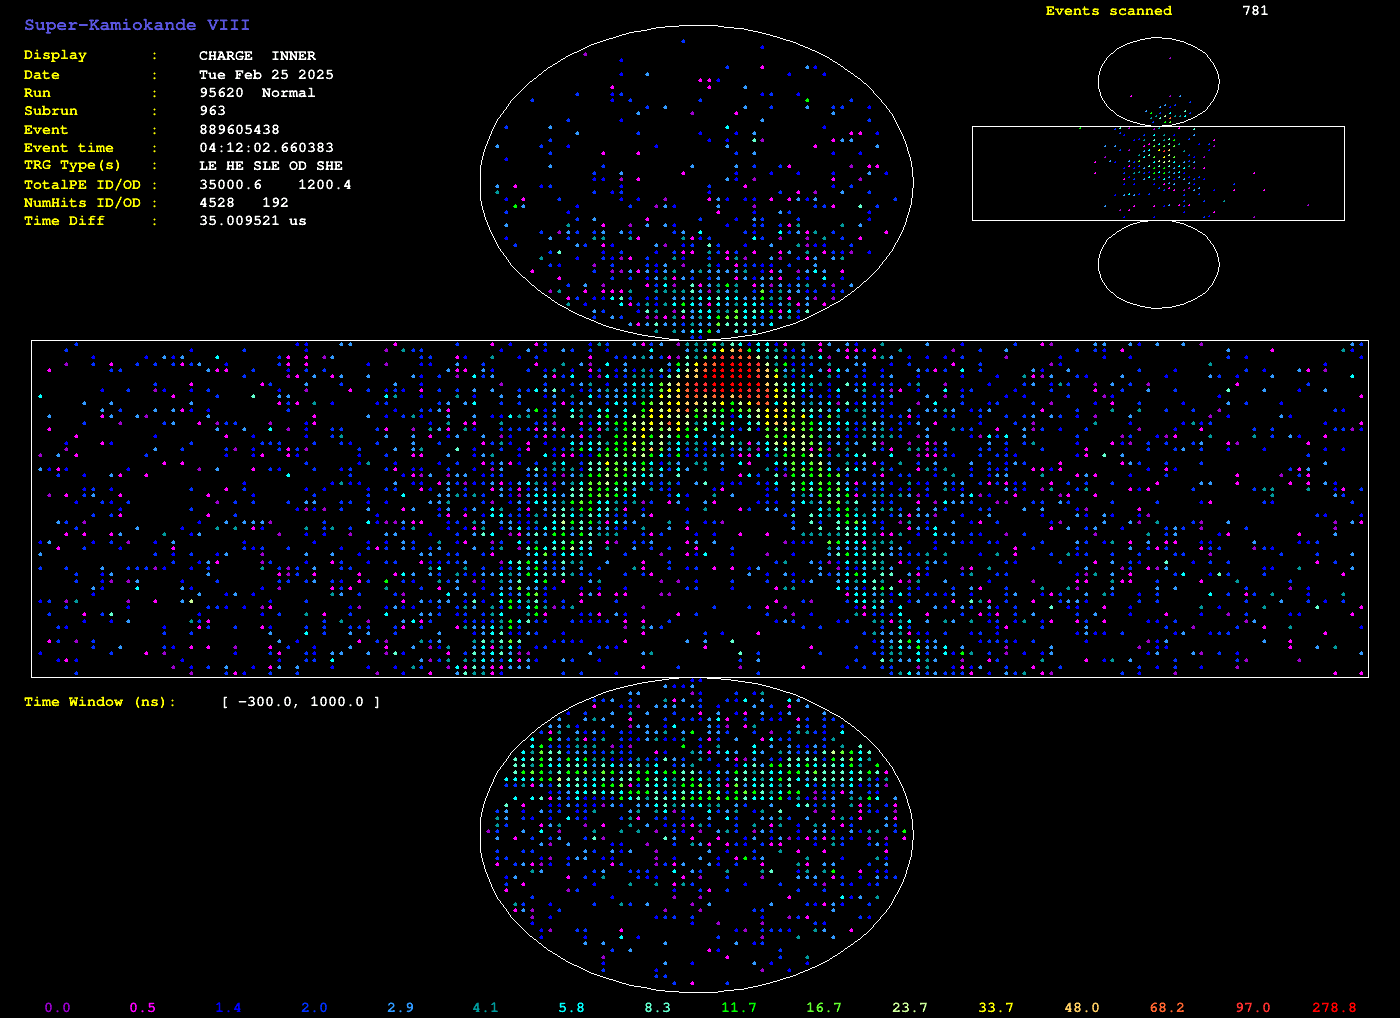 Super-Kamiokande VIII
Events scanned 781
Display : CHARGE INNER
Date : Tue Feb 25 2025
Run : 95620 Normal
Subrun : 963
Event : 889605438
Event time : 04:12:02.660383
TRG Type(s) : LE HE SLE OD SHE
TotalPE ID/OD : 35000.6 1200.4
NumHits ID/OD : 4528 192
Time Diff : 35.009521 us
Time Window (ns): [ -300.0, 1000.0 ]
0.0 0.5 1.4 2.0 2.9 4.1 5.8 8.3 11.7 16.7 23.7 33.7 48.0 68.2 97.0 278.8